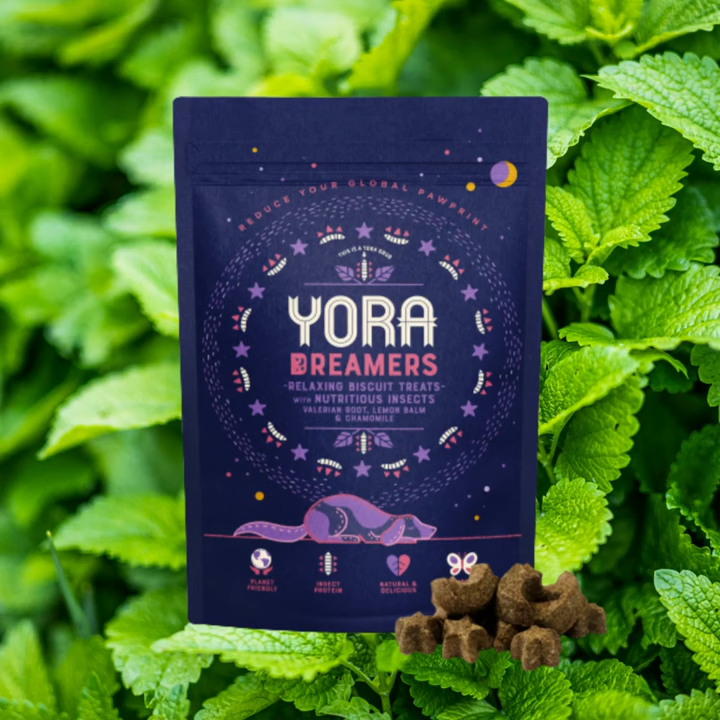 REDUCE YOUR GLOBAL PAWPRINT
THIS IS A YORA GRUB
YORA
DREAMERS
-RELAXING BISCUIT TREATS-
WITH NUTRITIOUS INSECTS
VALERIAN ROOT, LEMON BALM
& CHAMOMILE
PLANET
FRIENDLY
INSECT
PROTEIN
NATURAL &
DELICIOUS